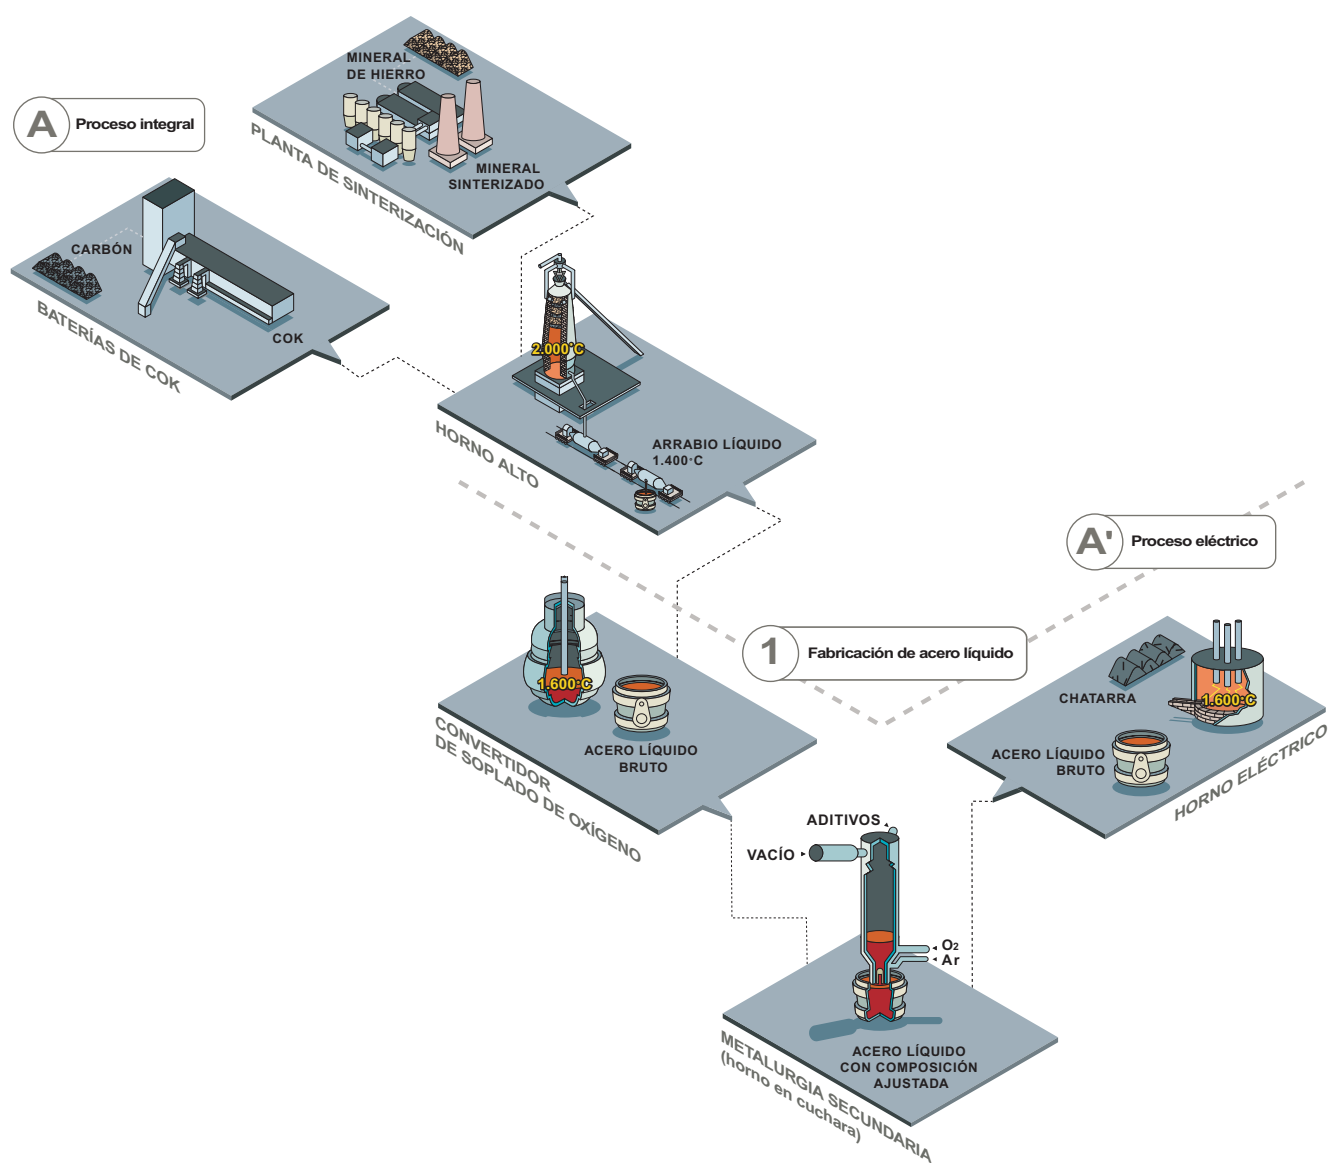 A
Proceso integral
MINERAL
DE HIERRO
MINERAL
SINTERIZADO
PLANTA DE SINTERIZACIÓN
CARBÓN
COK
BATERÍAS DE COK
2.000°C
ARRABIO LÍQUIDO
1.400°C
HORNO ALTO
A'
Proceso eléctrico
1
Fabricación de acero líquido
1.600°C
ACERO LÍQUIDO
BRUTO
CONVERTIDOR
DE SOPLADO DE OXÍGENO
CHATARRA
1.600°C
ACERO LÍQUIDO
BRUTO
HORNO ELÉCTRICO
ADITIVOS
VACÍO
O2
Ar
ACERO LÍQUIDO
CON COMPOSICIÓN
AJUSTADA
METALURGIA SECUNDARIA
(horno en cuchara)